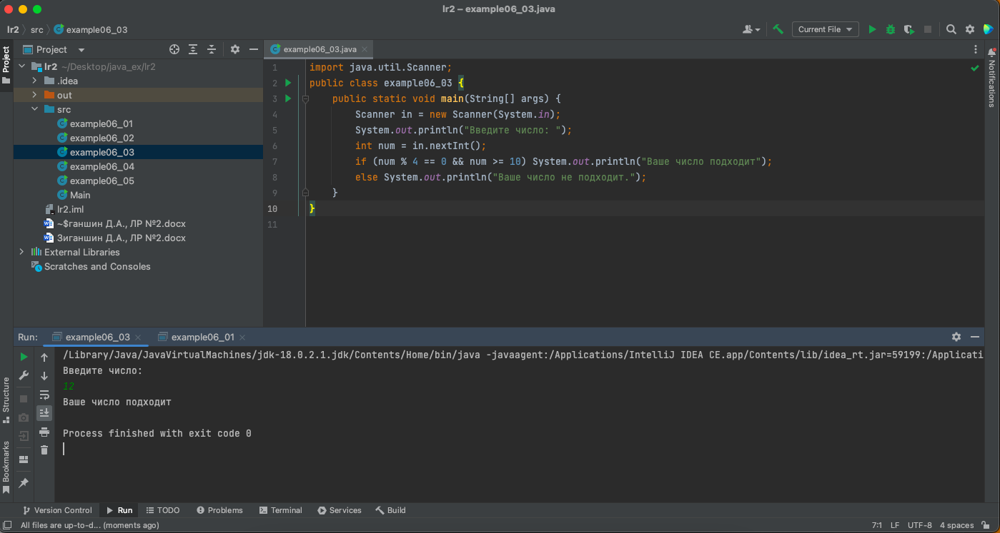 lr2 – example06_03.java
lr2 src example06_03
Current File
Project
Project
example06_03.java
Notifications
lr2 ~/Desktop/java_ex/lr2
.idea
out
src
example06_01
example06_02
example06_03
example06_04
example06_05
Main
lr2.iml
~$ганшин Д.А., ЛР №2.docx
Зиганшин Д.А., ЛР №2.docx
External Libraries
Scratches and Consoles
1 import java.util.Scanner;
2 public class example06_03 {
3 public static void main(String[] args) {
4 Scanner in = new Scanner(System.in);
5 System.out.println("Введите число: ");
6 int num = in.nextInt();
7 if (num % 4 == 0 && num >= 10) System.out.println("Ваше число подходит");
8 else System.out.println("Ваше число не подходит.");
9 }
10 }
11
Run: example06_03 example06_01
/Library/Java/JavaVirtualMachines/jdk-18.0.2.1.jdk/Contents/Home/bin/java -javaagent:/Applications/IntelliJ IDEA CE.app/Contents/lib/idea_rt.jar=59199:/Applicati
Введите число:
12
Ваше число подходит
Process finished with exit code 0
Structure
Bookmarks
Version Control Run TODO Problems Terminal Services Build
All files are up-to-d... (moments ago) 7:1 LF UTF-8 4 spaces